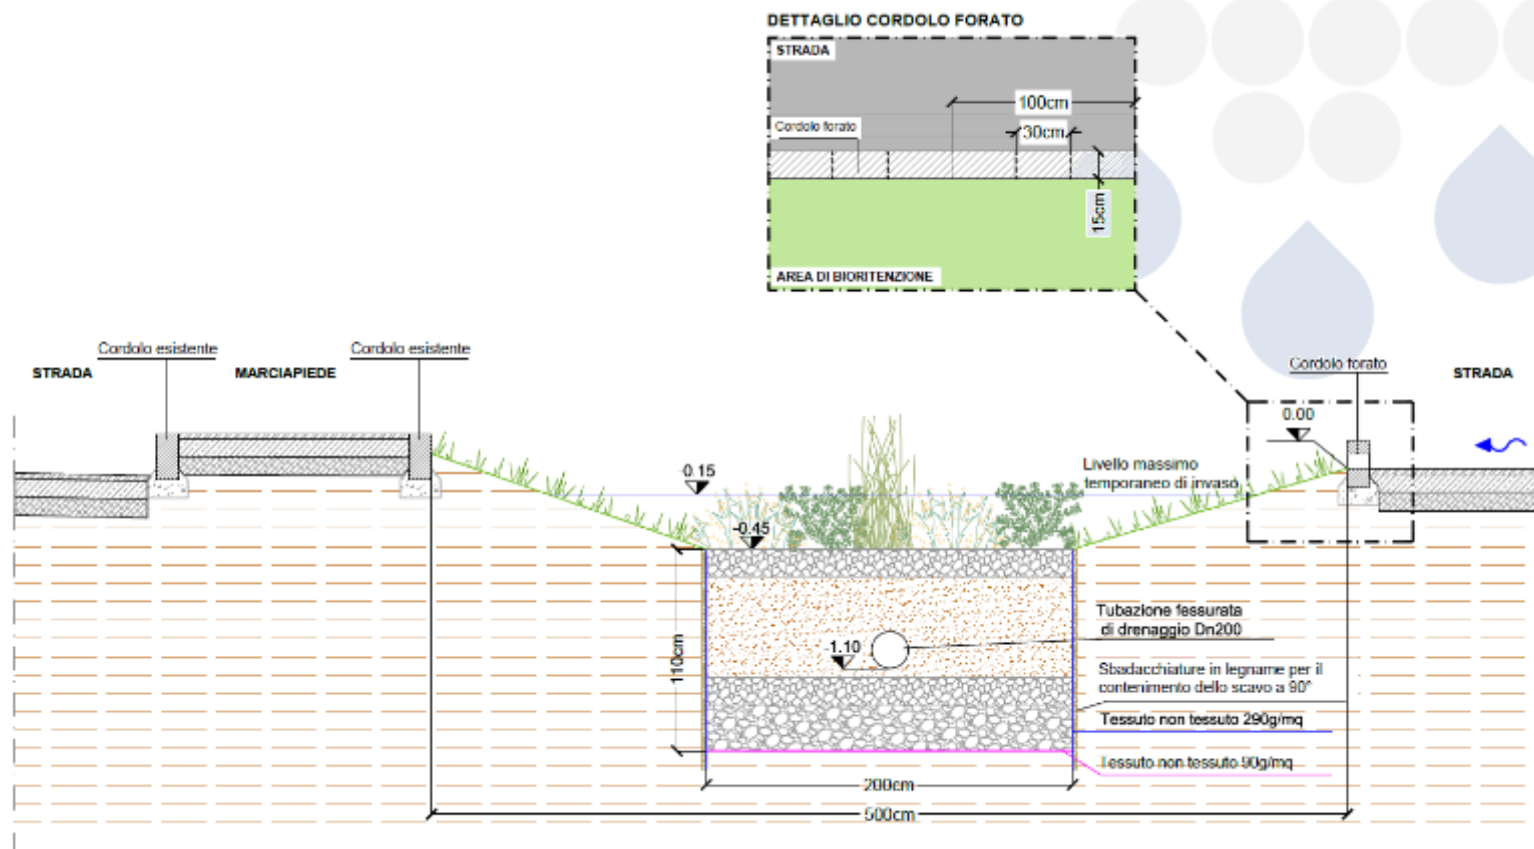 DETTAGLIO CORDOLO FORATO
STRADA
100cm
Cordolo forato
30cm
15cm
AREA DI BIORITENZIONE
Cordolo esistente
Cordolo esistente
Cordolo forato
STRADA
MARCIAPIEDE
STRADA
0.00
Livello massimo
temporaneo di invaso
-0.15
-0.45
Tubazione fessurata
di drenaggio Dn200
-1.10
110cm
Sbadacchiature in legname per il
contenimento dello scavo a 90°
Tessuto non tessuto 290g/mq
Tessuto non tessuto 90g/mq
200cm
500cm